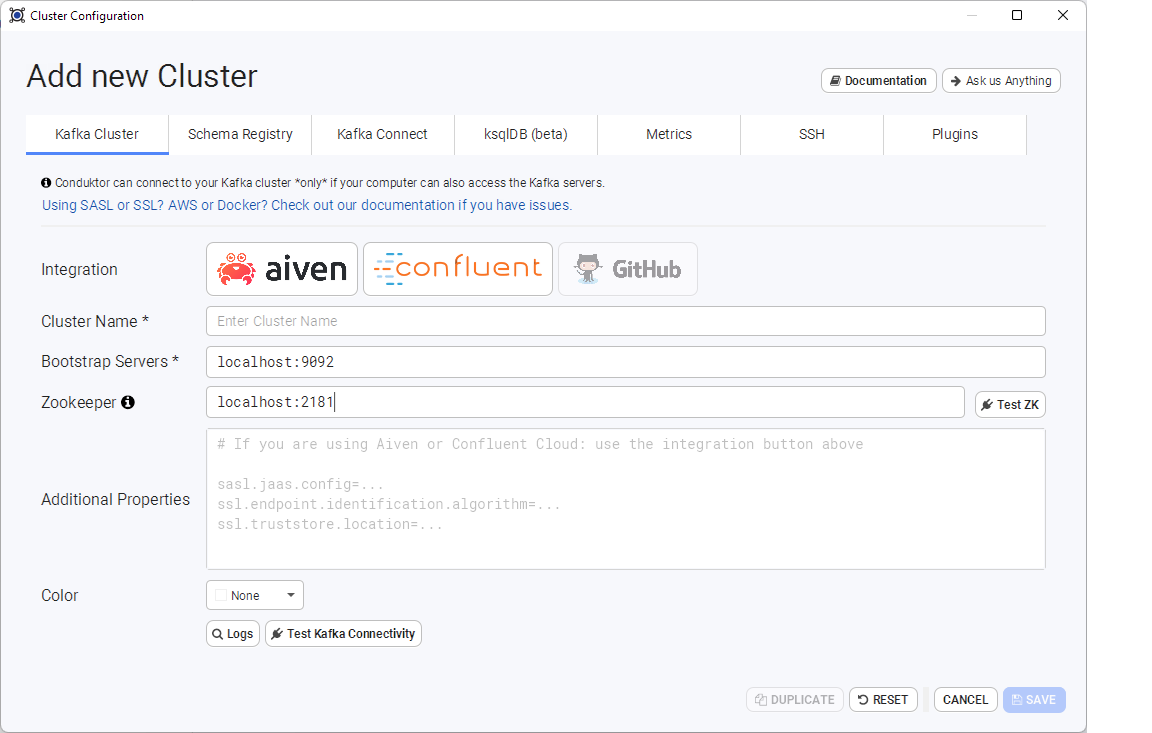 Cluster Configuration
Add new Cluster
Documentation
Ask us Anything
Kafka Cluster
Schema Registry
Kafka Connect
ksqlDB (beta)
Metrics
SSH
Plugins
Conduktor can connect to your Kafka cluster *only* if your computer can also access the Kafka servers.
Using SASL or SSL? AWS or Docker? Check out our documentation if you have issues.
Integration
aiven
confluent
GitHub
Cluster Name *
Enter Cluster Name
Bootstrap Servers *
localhost:9092
Zookeeper
localhost:2181
Test ZK
Additional Properties
# If you are using Aiven or Confluent Cloud: use the integration button above
sasl.jaas.config=...
ssl.endpoint.identification.algorithm=...
ssl.truststore.location=...
Color
None
Logs
Test Kafka Connectivity
DUPLICATE
RESET
CANCEL
SAVE